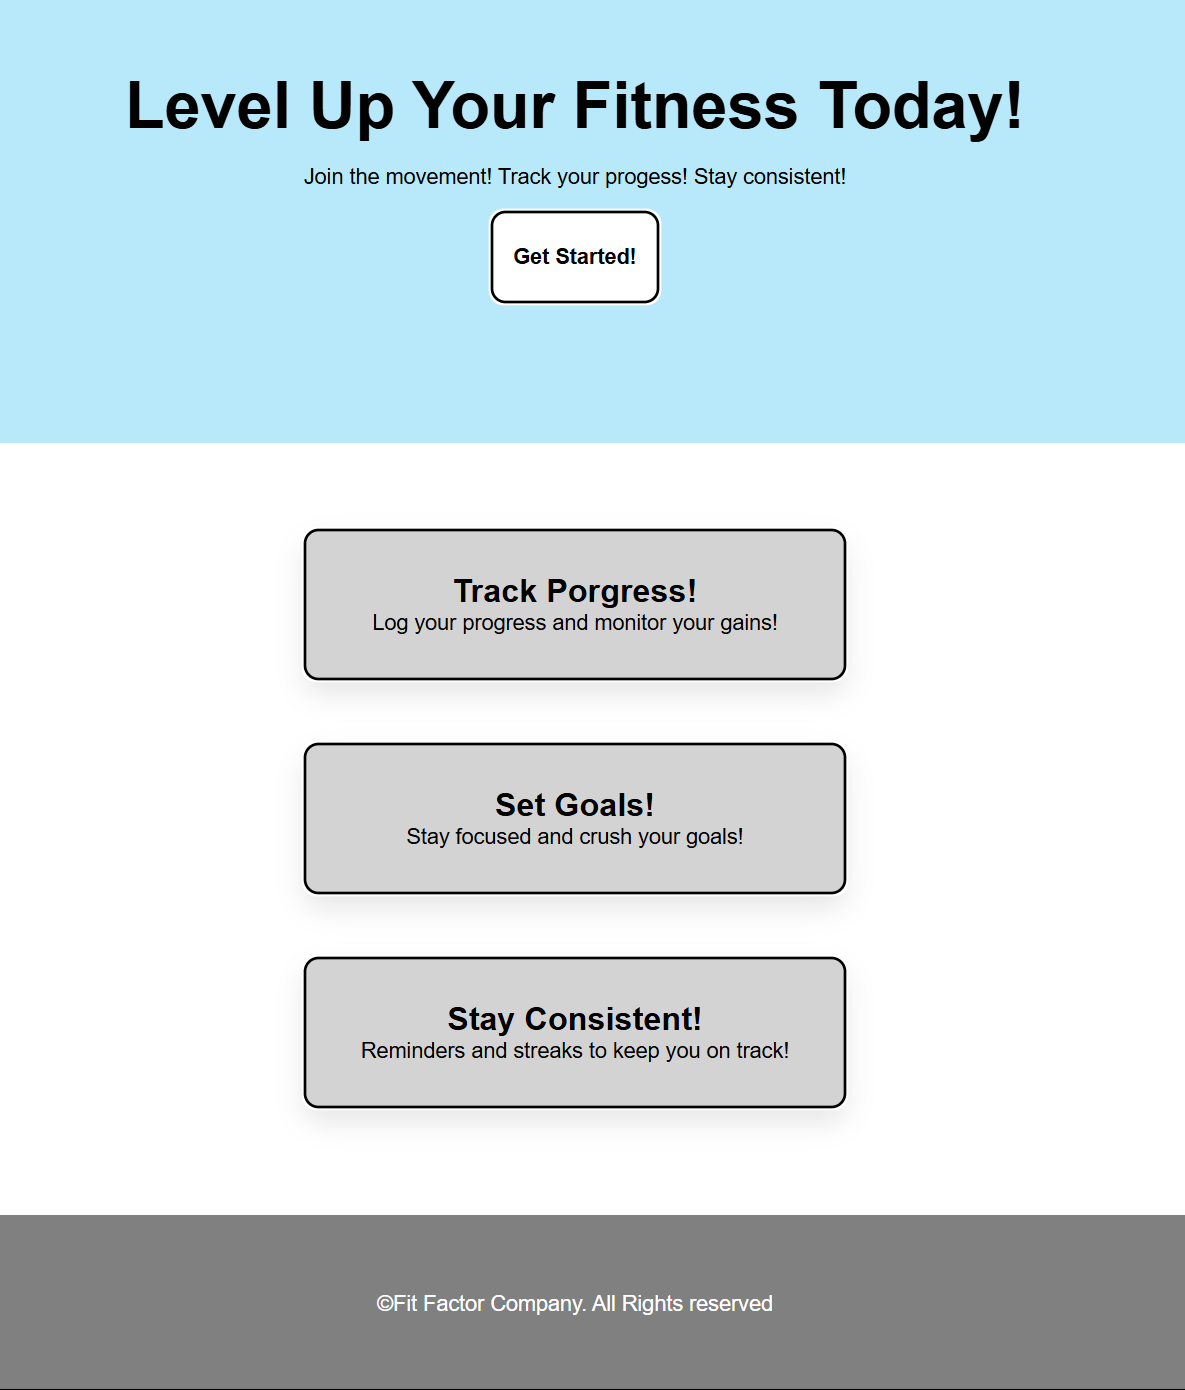 Level Up Your Fitness Today!
Join the movement! Track your progess! Stay consistent!
Get Started!
Track Porgress!
Log your progress and monitor your gains!
Set Goals!
Stay focused and crush your goals!
Stay Consistent!
Reminders and streaks to keep you on track!
©Fit Factor Company. All Rights reserved